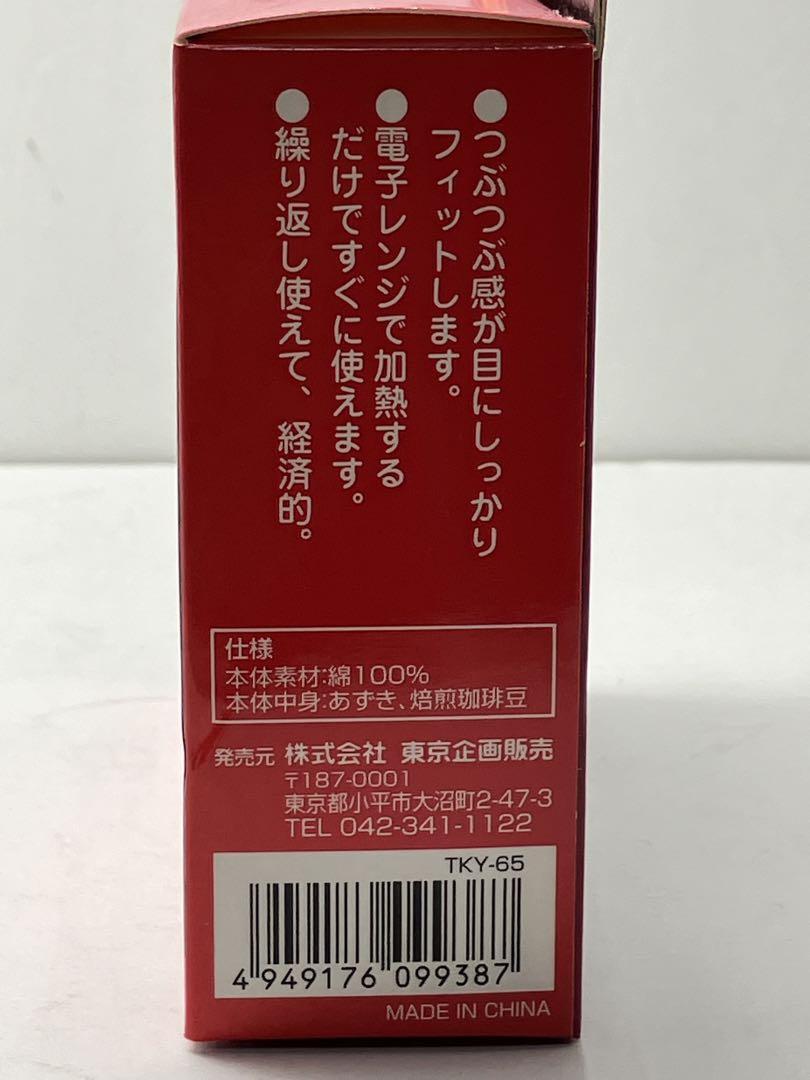 ●つぶつぶ感が目にしっかり
フィットします。
●電子レンジで加熱する
だけですぐに使えます。
●繰り返し使えて、経済的。
仕様
本体素材:綿100%
本体中身:あずき、焙煎珈琲豆
発売元 株式会社 東京企画販売
〒187-0001
東京都小平市大沼町2-47-3
TEL 042-341-1122
TKY-65
4 949176 099387
MADE IN CHINA